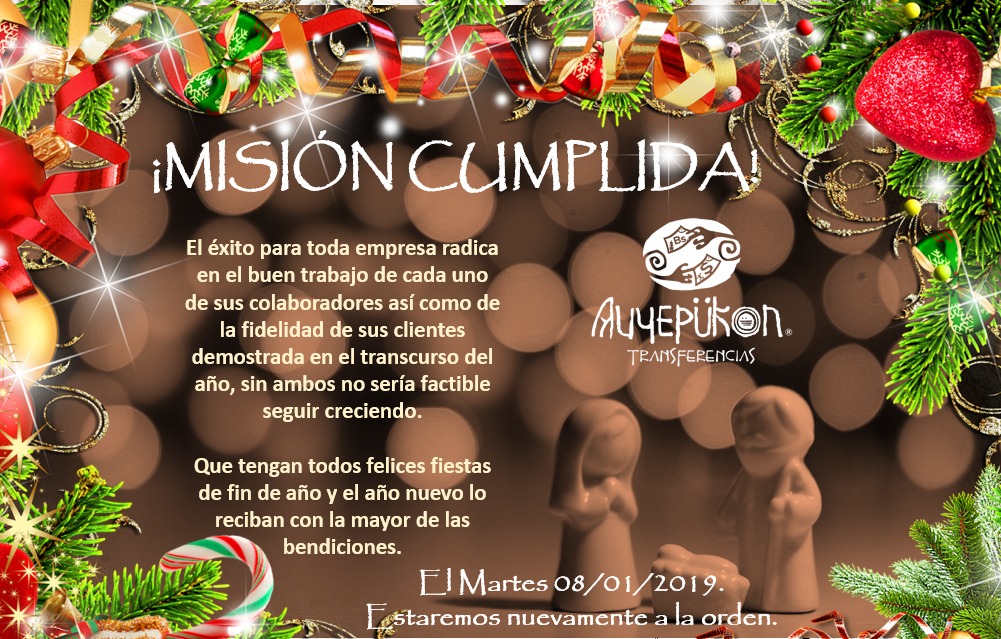 ¡MISIÓN CUMPLIDA!
El éxito para toda empresa radica
en el buen trabajo de cada uno
de sus colaboradores así como de
la fidelidad de sus clientes
demostrada en el transcurso del
año, sin ambos no sería factible
seguir creciendo.
Que tengan todos felices fiestas
de fin de año y el año nuevo lo
reciban con la mayor de las
bendiciones.
Bs
$
Ruyepükon®
TRANSFERENCIAS
El Martes 08/01/2019.
Estaremos nuevamente a la orden.